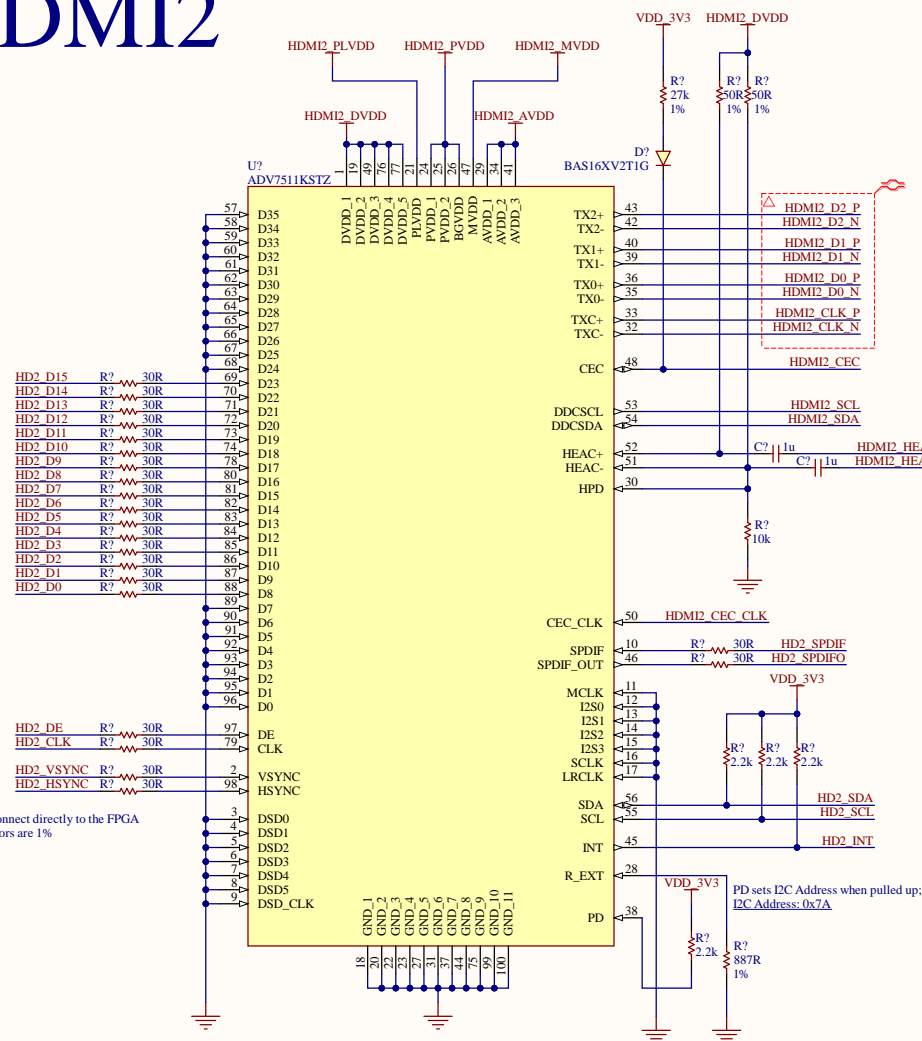 DMI2
VDD_3V3 HDMI2_DVDD
HDMI2_PLVDD HDMI2_PVDD HDMI2_MVDD
R? 27k 1%
R? 50R 1%
R? 50R 1%
HDMI2_DVDD HDMI2_AVDD
D?
BAS16XV2T1G
U?
ADV7511KSTZ
1 19 49 76 77 21 24 25 26 47 29 34 41
DVDD_1 DVDD_2 DVDD_3 DVDD_4 DVDD_5 PLVDD PVDD_1 PVDD_2 BGVDD MVDD AVDD_1 AVDD_2 AVDD_3
57 D35
58 D34
59 D33
60 D32
61 D31
62 D30
63 D29
64 D28
65 D27
66 D26
67 D25
68 D24
HD2_D15 R? 30R 69 D23
HD2_D14 R? 30R 70 D22
HD2_D13 R? 30R 71 D21
HD2_D12 R? 30R 72 D20
HD2_D11 R? 30R 73 D19
HD2_D10 R? 30R 74 D18
HD2_D9 R? 30R 78 D17
HD2_D8 R? 30R 80 D16
HD2_D7 R? 30R 81 D15
HD2_D6 R? 30R 82 D14
HD2_D5 R? 30R 83 D13
HD2_D4 R? 30R 84 D12
HD2_D3 R? 30R 85 D11
HD2_D2 R? 30R 86 D10
HD2_D1 R? 30R 87 D9
HD2_D0 R? 30R 88 D8
89 D7
90 D6
91 D5
92 D4
93 D3
94 D2
95 D1
96 D0
HD2_DE R? 30R 97 DE
HD2_CLK R? 30R 79 CLK
HD2_VSYNC R? 30R 2 VSYNC
HD2_HSYNC R? 30R 98 HSYNC
3 DSD0
4 DSD1
5 DSD2
6 DSD3
7 DSD4
8 DSD5
9 DSD_CLK
onnect directly to the FPGA
ors are 1%
TX2+ 43 HDMI2_D2_P
TX2- 42 HDMI2_D2_N
TX1+ 40 HDMI2_D1_P
TX1- 39 HDMI2_D1_N
TX0+ 36 HDMI2_D0_P
TX0- 35 HDMI2_D0_N
TXC+ 33 HDMI2_CLK_P
TXC- 32 HDMI2_CLK_N
CEC 48 HDMI2_CEC
DDCSCL 53 HDMI2_SCL
DDCSDA 54 HDMI2_SDA
HEAC+ 52 C? 1u HDMI2_HEA
HEAC- 51 C? 1u HDMI2_HEA
HPD 30
R?
10k
CEC_CLK 50 HDMI2_CEC_CLK
SPDIF 10 R? 30R HD2_SPDIF
SPDIF_OUT 46 R? 30R HD2_SPDIFO
VDD_3V3
MCLK 11
I2S0 12
I2S1 13
I2S2 14
I2S3 15
SCLK 16
LRCLK 17
R? 2.2k
R? 2.2k
R? 2.2k
SDA 56 HD2_SDA
SCL 55 HD2_SCL
INT 45 HD2_INT
R_EXT 28
VDD_3V3
PD sets I2C Address when pulled up;
I2C Address: 0x7A
PD 38
R?
2.2k
R?
887R
1%
GND_1 GND_2 GND_3 GND_4 GND_5 GND_6 GND_7 GND_8 GND_9 GND_10 GND_11
18 20 22 23 27 31 37 44 75 99 100